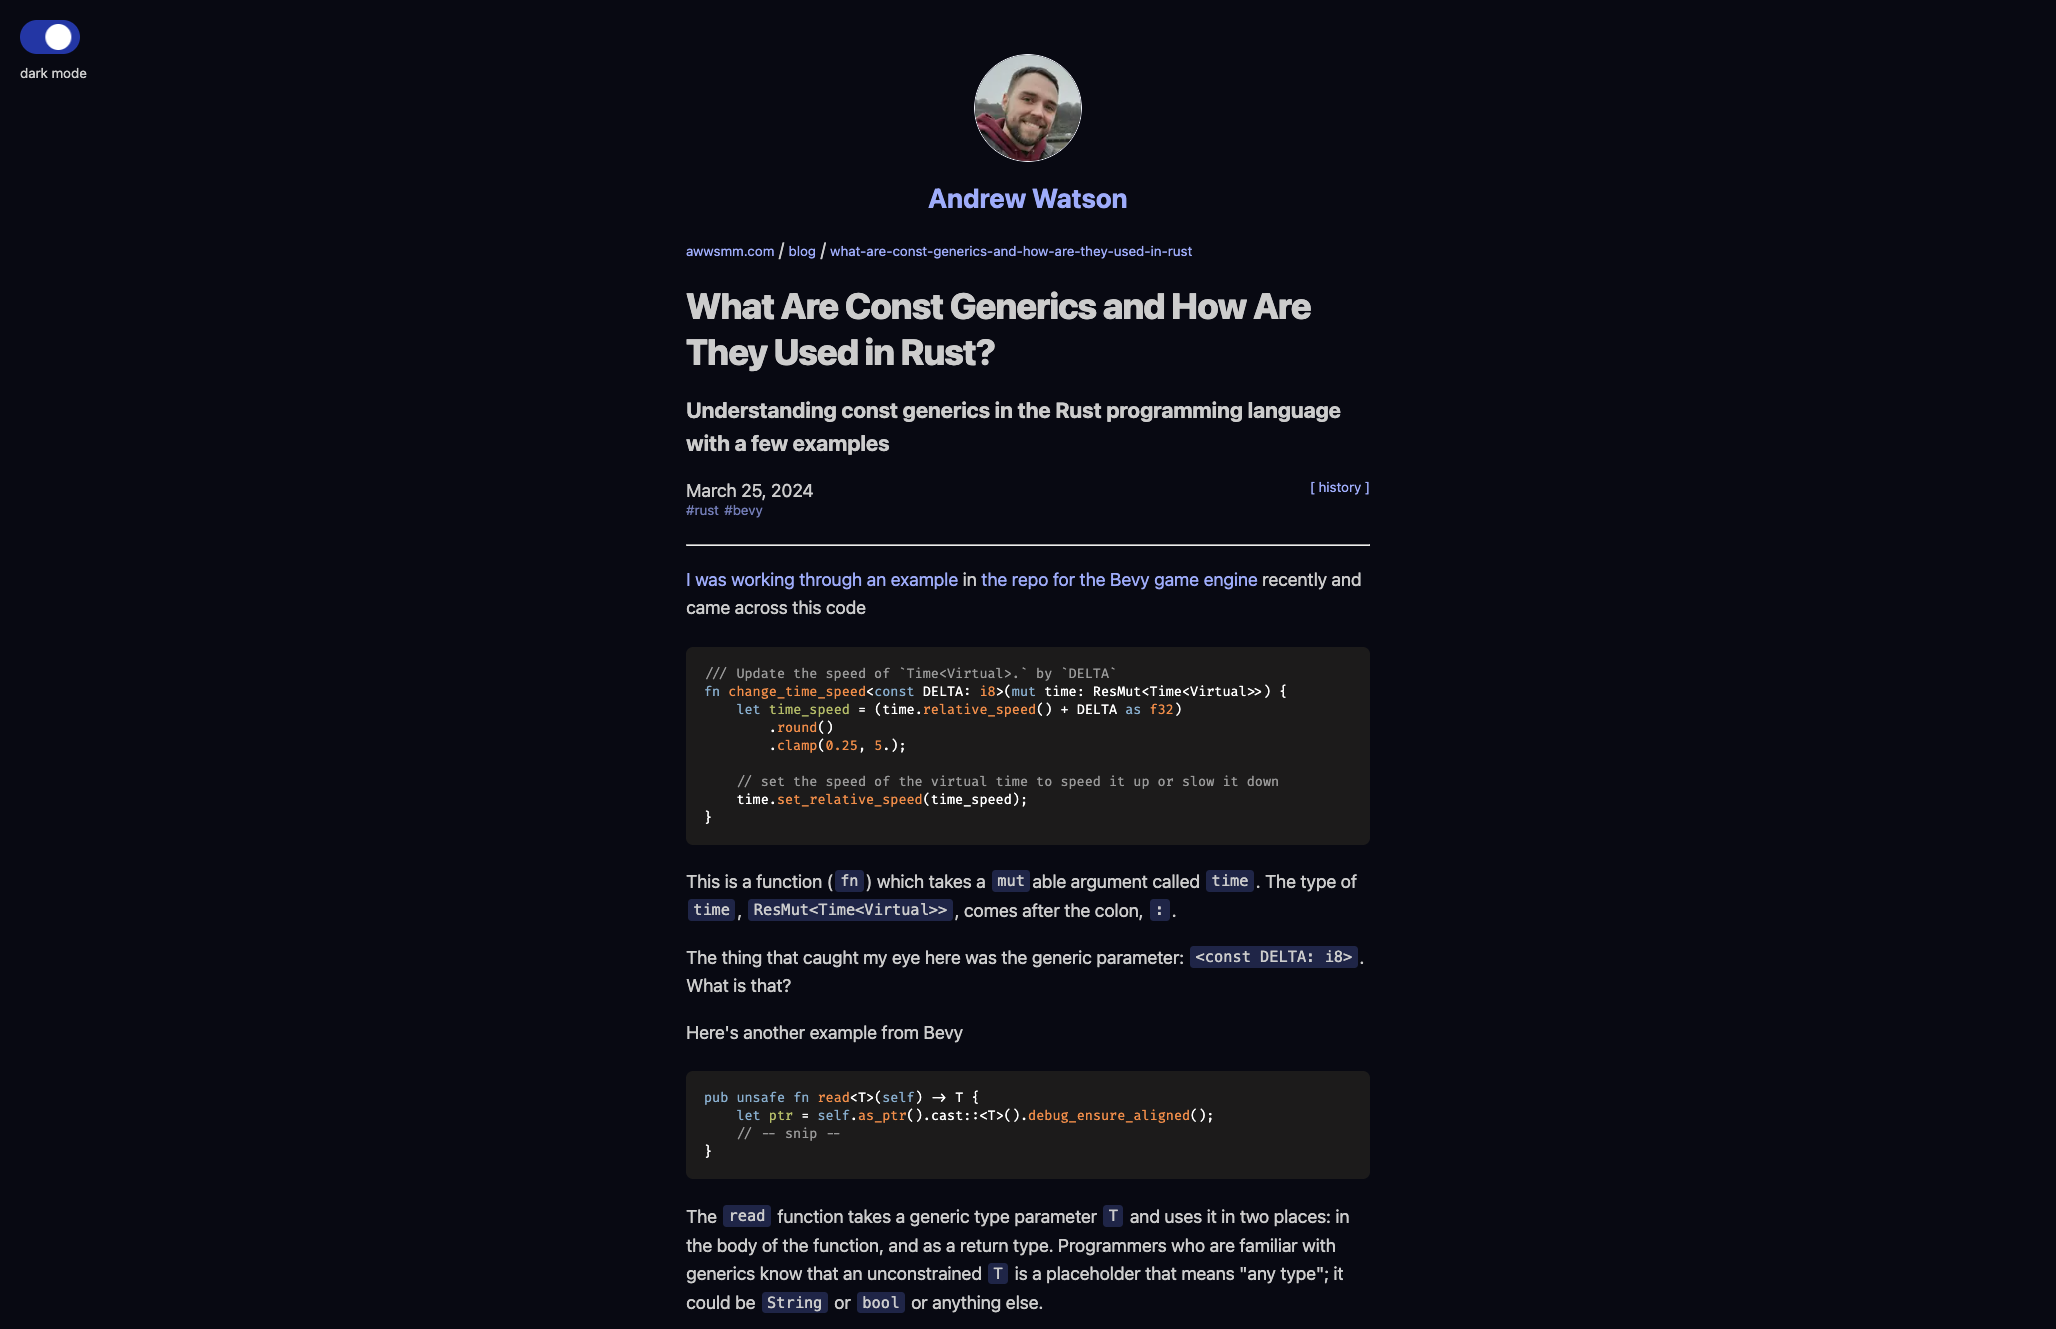 dark mode
Andrew Watson
awwsmm.com / blog / what-are-const-generics-and-how-are-they-used-in-rust
What Are Const Generics and How Are
They Used in Rust?
Understanding const generics in the Rust programming language
with a few examples
March 25, 2024
[ history ]
#rust #bevy
I was working through an example in the repo for the Bevy game engine recently and
came across this code
/// Update the speed of `Time<Virtual>.` by `DELTA`
fn change_time_speed<const DELTA: i8>(mut time: ResMut<Time<Virtual>>) {
    let time_speed = (time.relative_speed() + DELTA as f32)
        .round()
        .clamp(0.25, 5.);
    // set the speed of the virtual time to speed it up or slow it down
    time.set_relative_speed(time_speed);
}
This is a function (fn) which takes a mutable argument called time. The type of
time, ResMut<Time<Virtual>>, comes after the colon, :.
The thing that caught my eye here was the generic parameter: <const DELTA: i8>.
What is that?
Here's another example from Bevy
pub unsafe fn read<T>(self) -> T {
    let ptr = self.as_ptr().cast::<T>().debug_ensure_aligned();
    // -- snip --
}
The read function takes a generic type parameter T and uses it in two places: in
the body of the function, and as a return type. Programmers who are familiar with
generics know that an unconstrained T is a placeholder that means "any type"; it
could be String or bool or anything else.